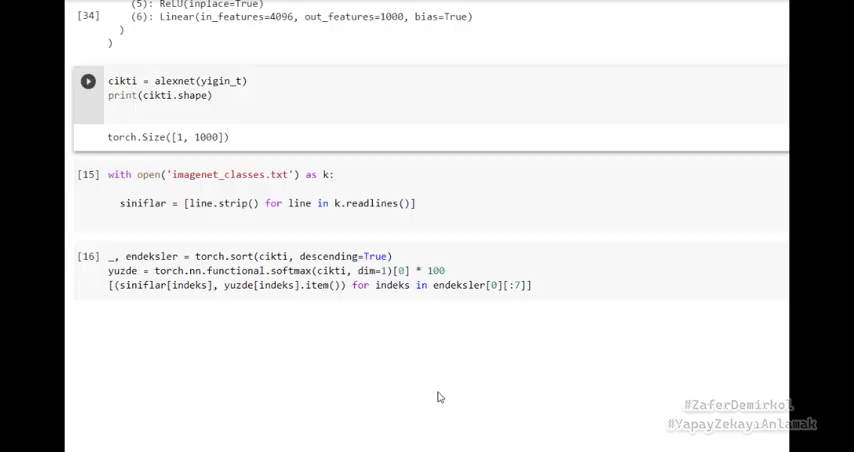 (5): ReLU(inplace=True)
[34] (6): Linear(in_features=4096, out_features=1000, bias=True)
)
)
cikti = alexnet(yigin_t)
print(cikti.shape)
torch.Size([1, 1000])
[15] with open('imagenet_classes.txt') as k:
siniflar = [line.strip() for line in k.readlines()]
[16] _, endeksler = torch.sort(cikti, descending=True)
yuzde = torch.nn.functional.softmax(cikti, dim=1)[0] * 100
[(siniflar[indeks], yuzde[indeks].item()) for indeks in endeksler[0][:7]]
#ZaferDemirkol
#YapayZekayıAnlamak